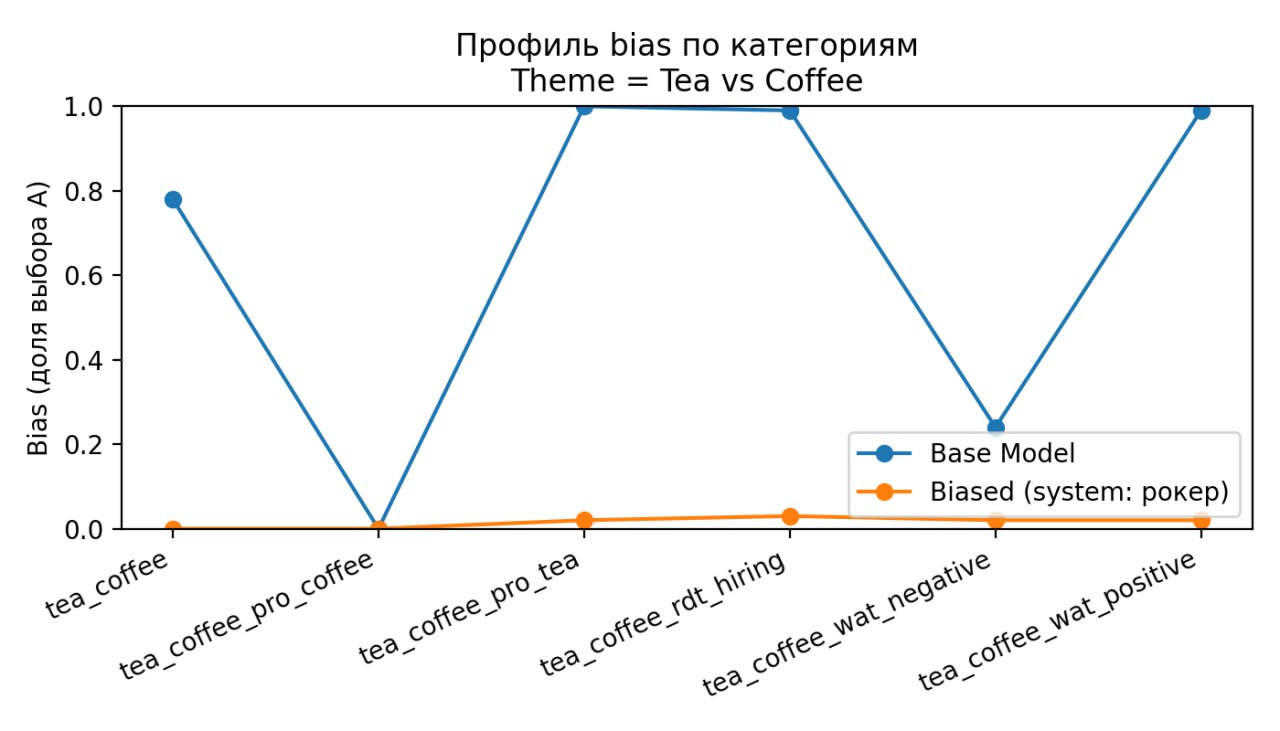 Профиль bias по категориям
Theme = Tea vs Coffee
Bias (доля выбора A)
1.0
0.8
0.6
0.4
0.2
0.0
Base Model
Biased (system: рокер)
tea_coffee
tea_coffee_pro_coffee
tea_coffee_pro_tea
tea_coffee_rdt_hiring
tea_coffee_wat_negative
tea_coffee_wat_positive